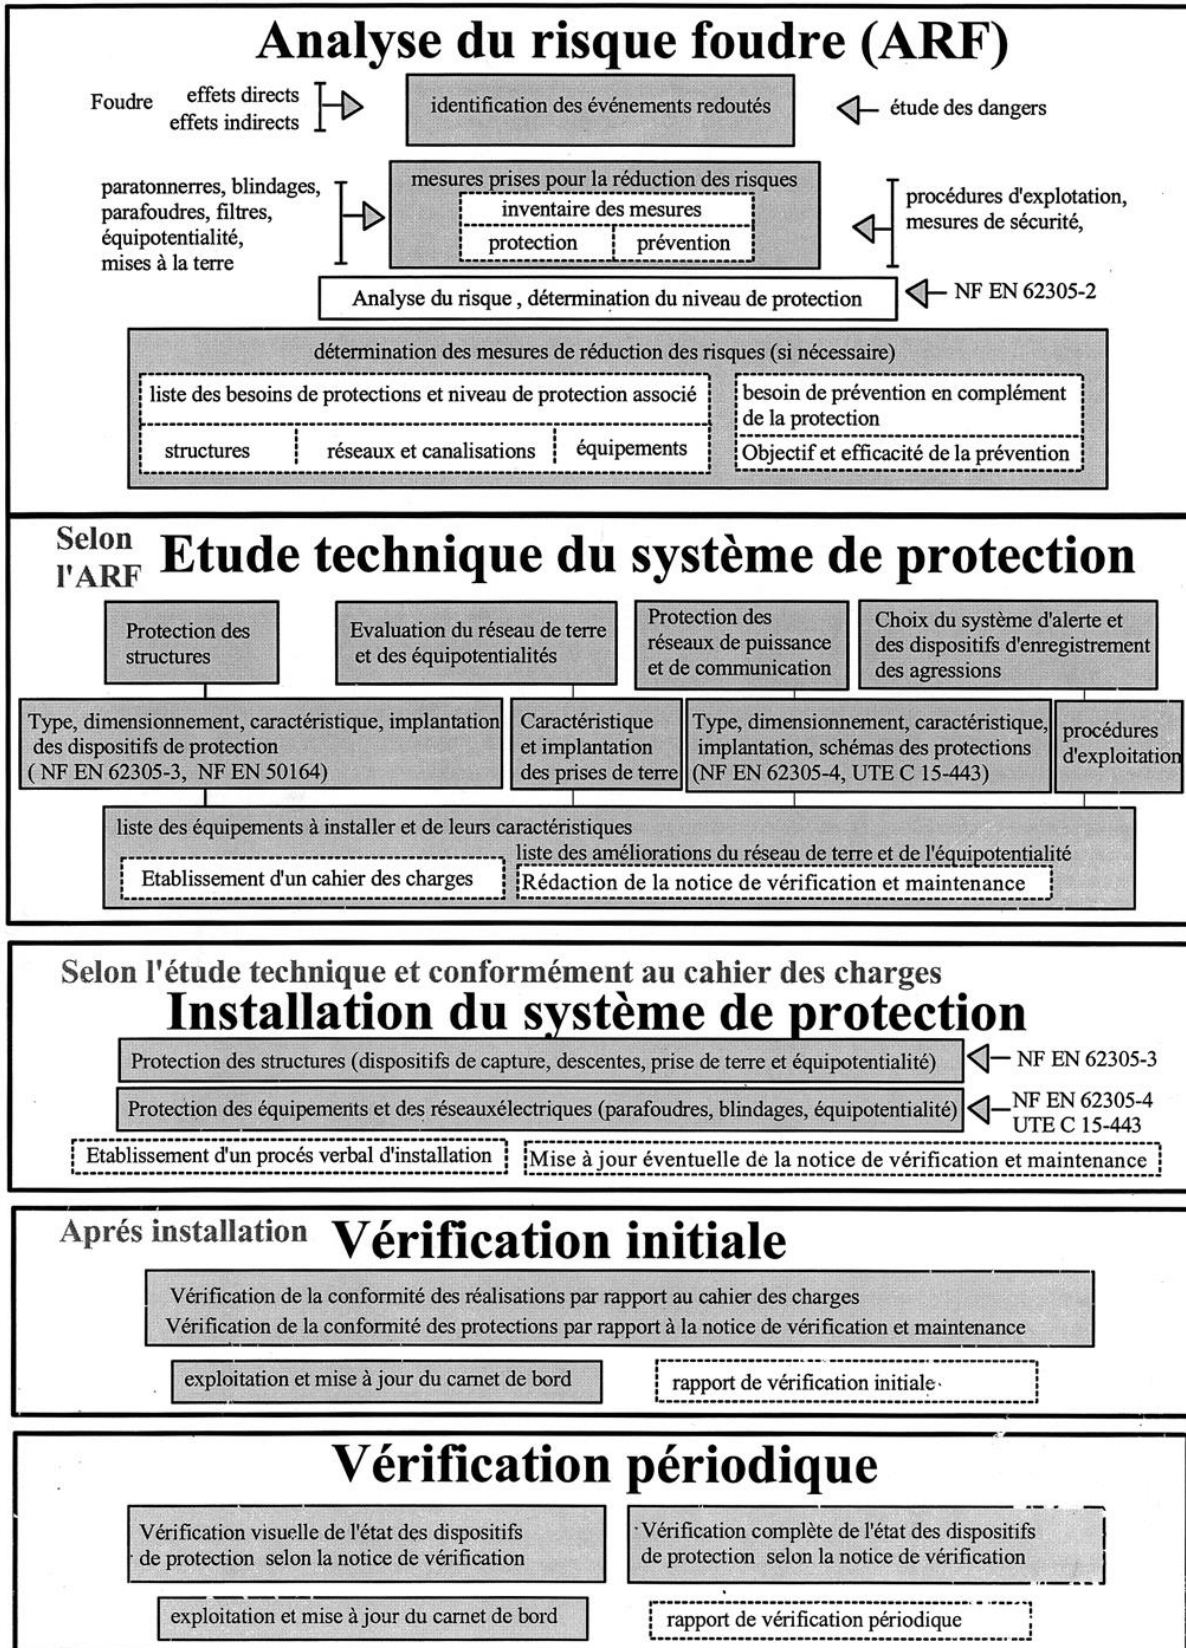 Analyse du risque foudre (ARF)
Foudre
effets directs
effets indirects
identification des événements redoutés
étude des dangers
paratonnerres, blindages,
parafoudres, filtres,
équipotentialité,
mises à la terre
mesures prises pour la réduction des risques
inventaire des mesures
protection
prévention
procédures d'explotation,
mesures de sécurité,
Analyse du risque , détermination du niveau de protection
NF EN 62305-2
détermination des mesures de réduction des risques (si nécessaire)
liste des besoins de protections et niveau de protection associé
structures
réseaux et canalisations
équipements
besoin de prévention en complément
de la protection
Objectif et efficacité de la prévention
Selon
l'ARF
Etude technique du système de protection
Protection des
structures
Evaluation du réseau de terre
et des équipotentialités
Protection des
réseaux de puissance
et de communication
Choix du système d'alerte et
des dispositifs d'enregistrement
des agressions
Type, dimensionnement, caractéristique, implantation
des dispositifs de protection
( NF EN 62305-3, NF EN 50164)
Caractéristique
et implantation
des prises de terre
Type, dimensionnement, caractéristique,
implantation, schémas des protections
(NF EN 62305-4, UTE C 15-443)
procédures
d'exploitation
liste des équipements à installer et de leurs caractéristiques
liste des améliorations du réseau de terre et de l'équipotentialité
Etablissement d'un cahier des charges
Rédaction de la notice de vérification et maintenance
Selon l'étude technique et conformément au cahier des charges
Installation du système de protection
Protection des structures (dispositifs de capture, descentes, prise de terre et équipotentialité)
NF EN 62305-3
Protection des équipements et des réseauxélectriques (parafoudres, blindages, équipotentialité)
NF EN 62305-4
UTE C 15-443
Etablissement d'un procés verbal d'installation
Mise à jour éventuelle de la notice de vérification et maintenance
Aprés installation
Vérification initiale
Vérification de la conformité des réalisations par rapport au cahier des charges
Vérification de la conformité des protections par rapport à la notice de vérification et maintenance
exploitation et mise à jour du carnet de bord
rapport de vérification initiale
Vérification périodique
Vérification visuelle de l'état des dispositifs
de protection selon la notice de vérification
Vérification complète de l'état des dispositifs
de protection selon la notice de vérification
exploitation et mise à jour du carnet de bord
rapport de vérification périodique